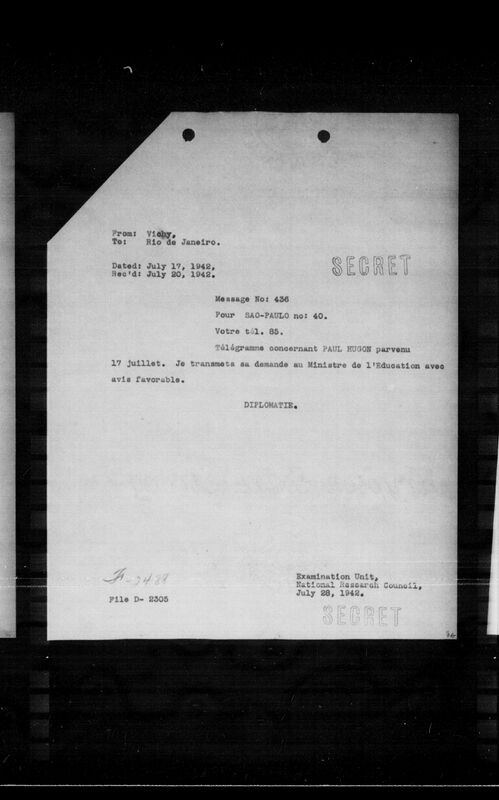 From: Vichy,
To: Rio de Janeiro.
Dated: July 17, 1942,
Rec'd: July 20, 1942.
SECRET
Message No: 436
Pour SAO-PAULO no: 40.
Votre tél. 85.
Télégramme concernant PAUL HUGON parvenu
17 juillet. Je transmets sa demande au Ministre de l'Education avec
avis favorable.
DIPLOMATIE.
F-2489
File D- 2305
Examination Unit,
National Research Council,
July 28, 1942.
SECRET